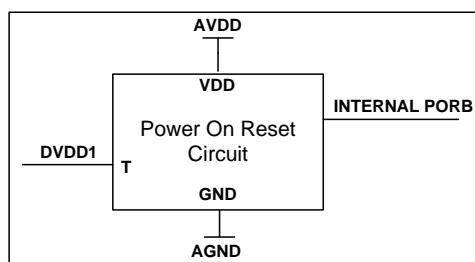 AVDD
VDD
INTERNAL PORB
Power On Reset
Circuit
DVDD1
T
GND
AGND